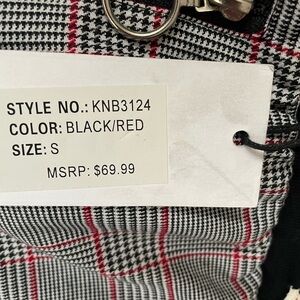 STYLE NO.: KNB3124
COLOR: BLACK/RED
SIZE: S
MSRP: $69.99